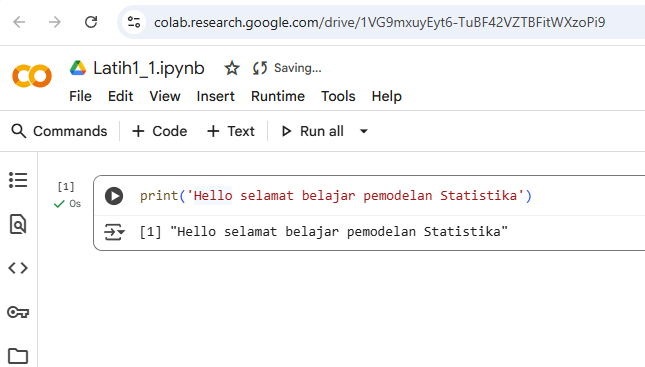 colab.research.google.com/drive/1VG9mxuyEyt6-TuBF42VZTBFitWXzoPi9
Latih1_1.ipynb Saving...
File Edit View Insert Runtime Tools Help
Commands + Code + Text Run all
[1] print('Hello selamat belajar pemodelan Statistika')
0s
[1] "Hello selamat belajar pemodelan Statistika"